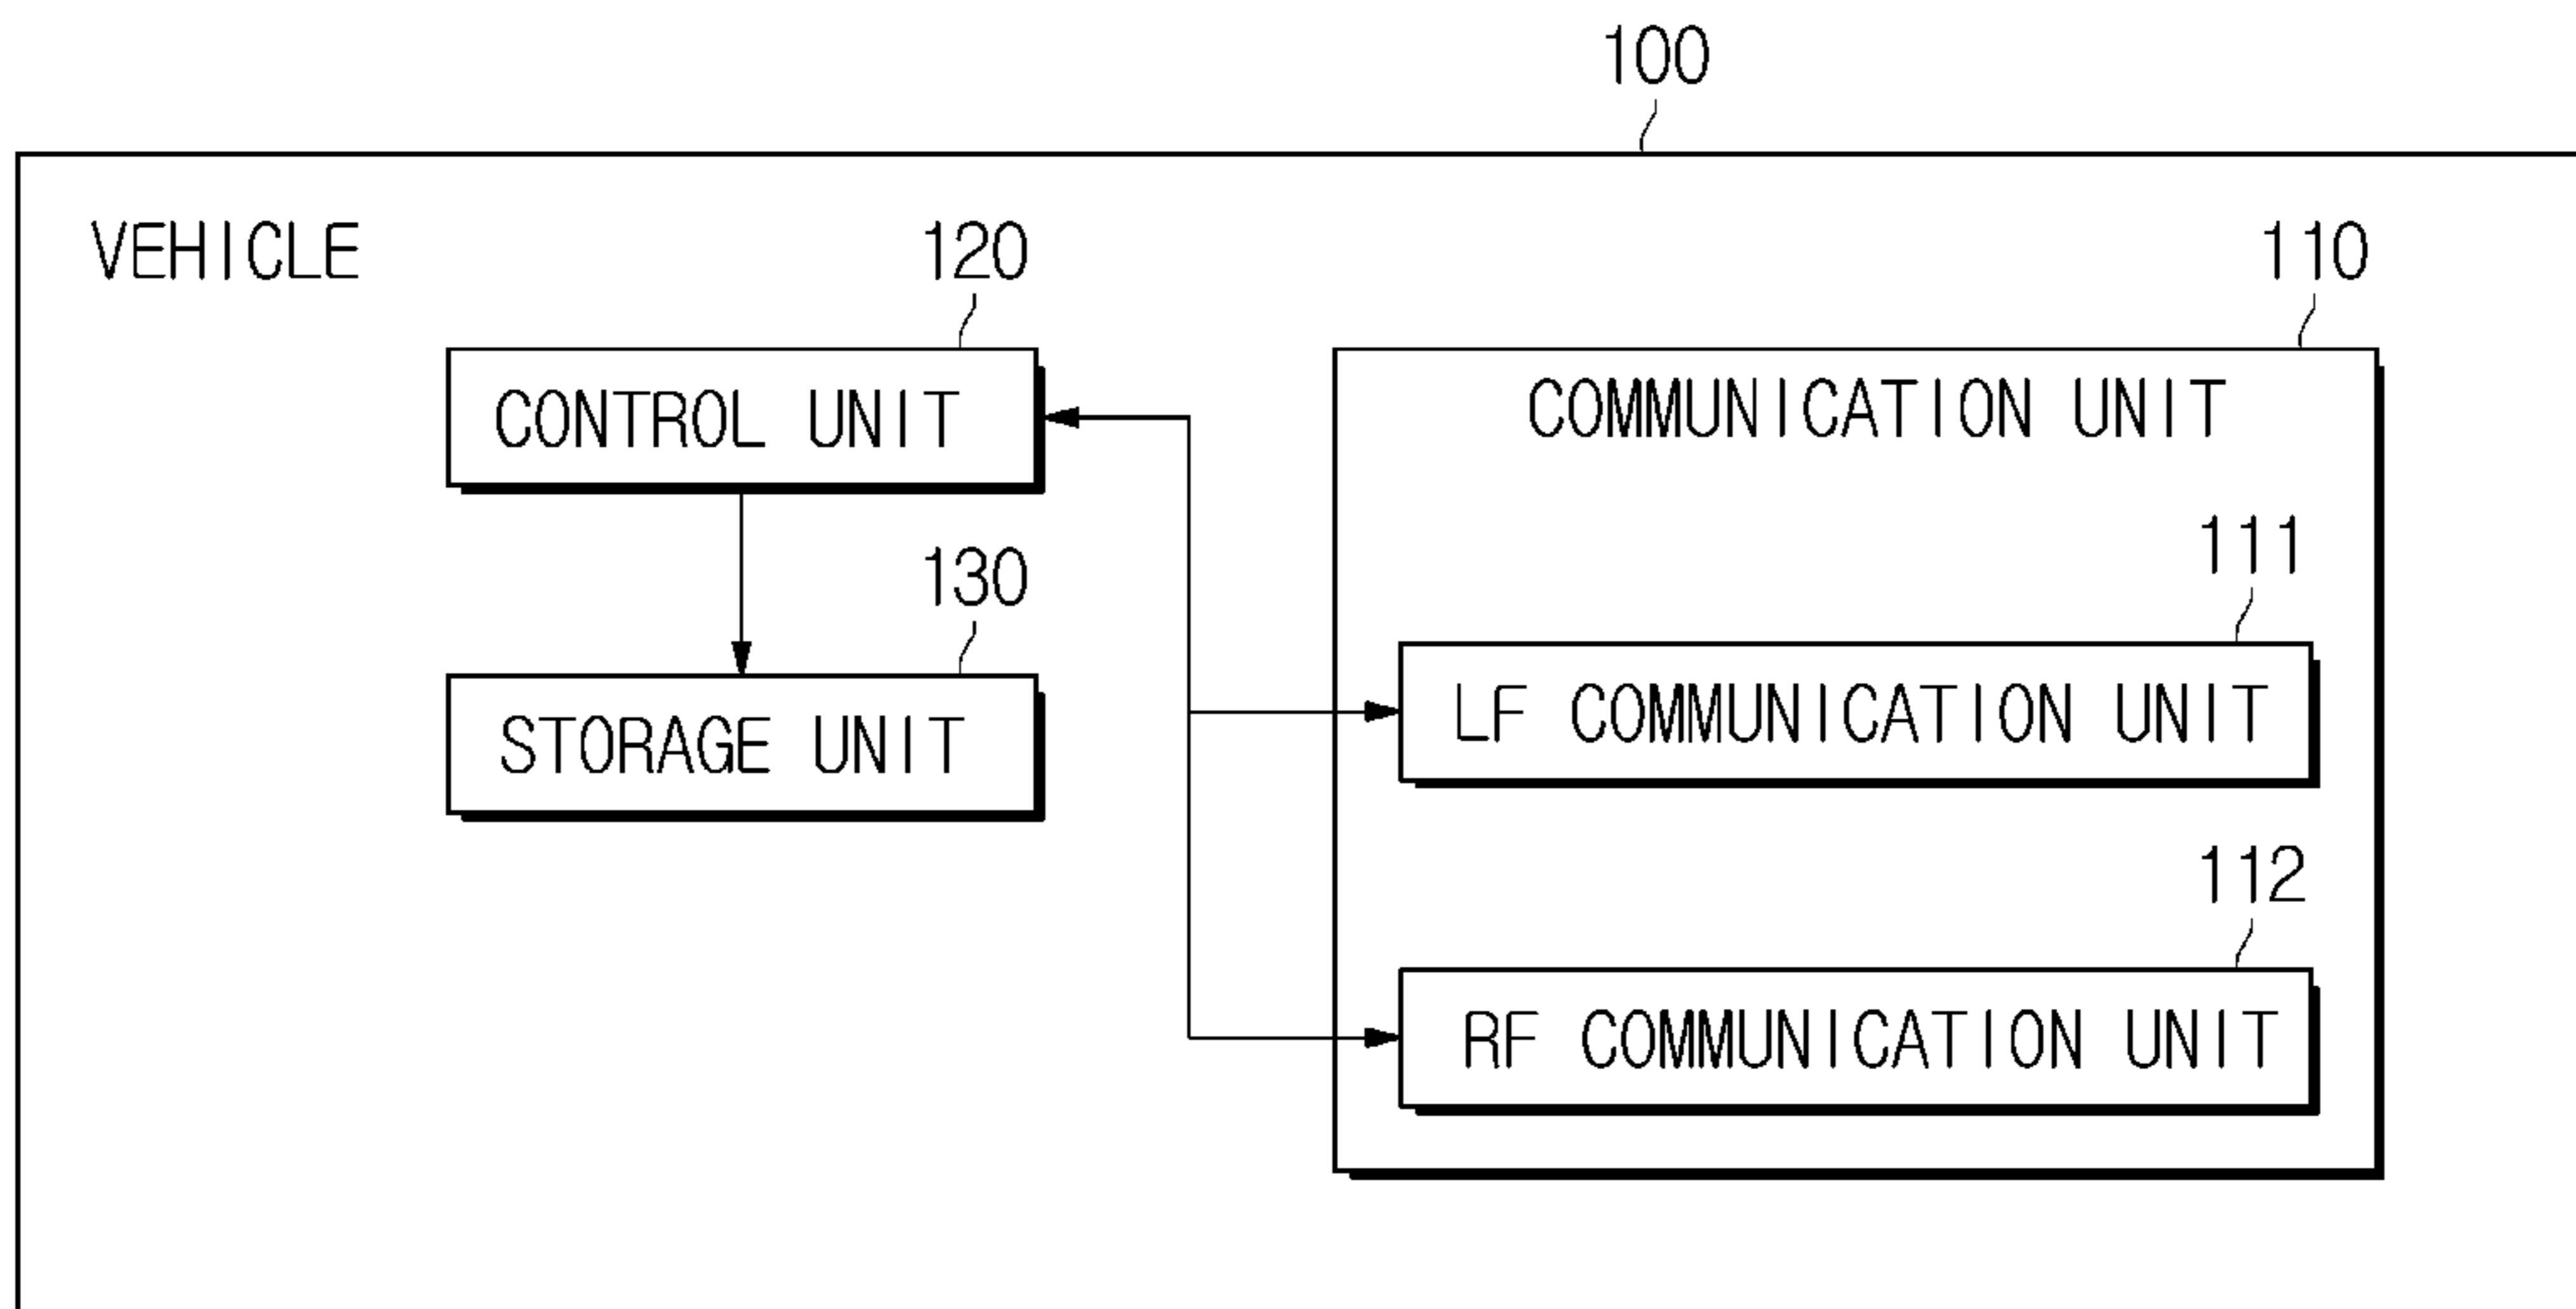 100
VEHICLE
120
110
CONTROL UNIT
COMMUNICATION UNIT
111
130
LF COMMUNICATION UNIT
STORAGE UNIT
112
RF COMMUNICATION UNIT